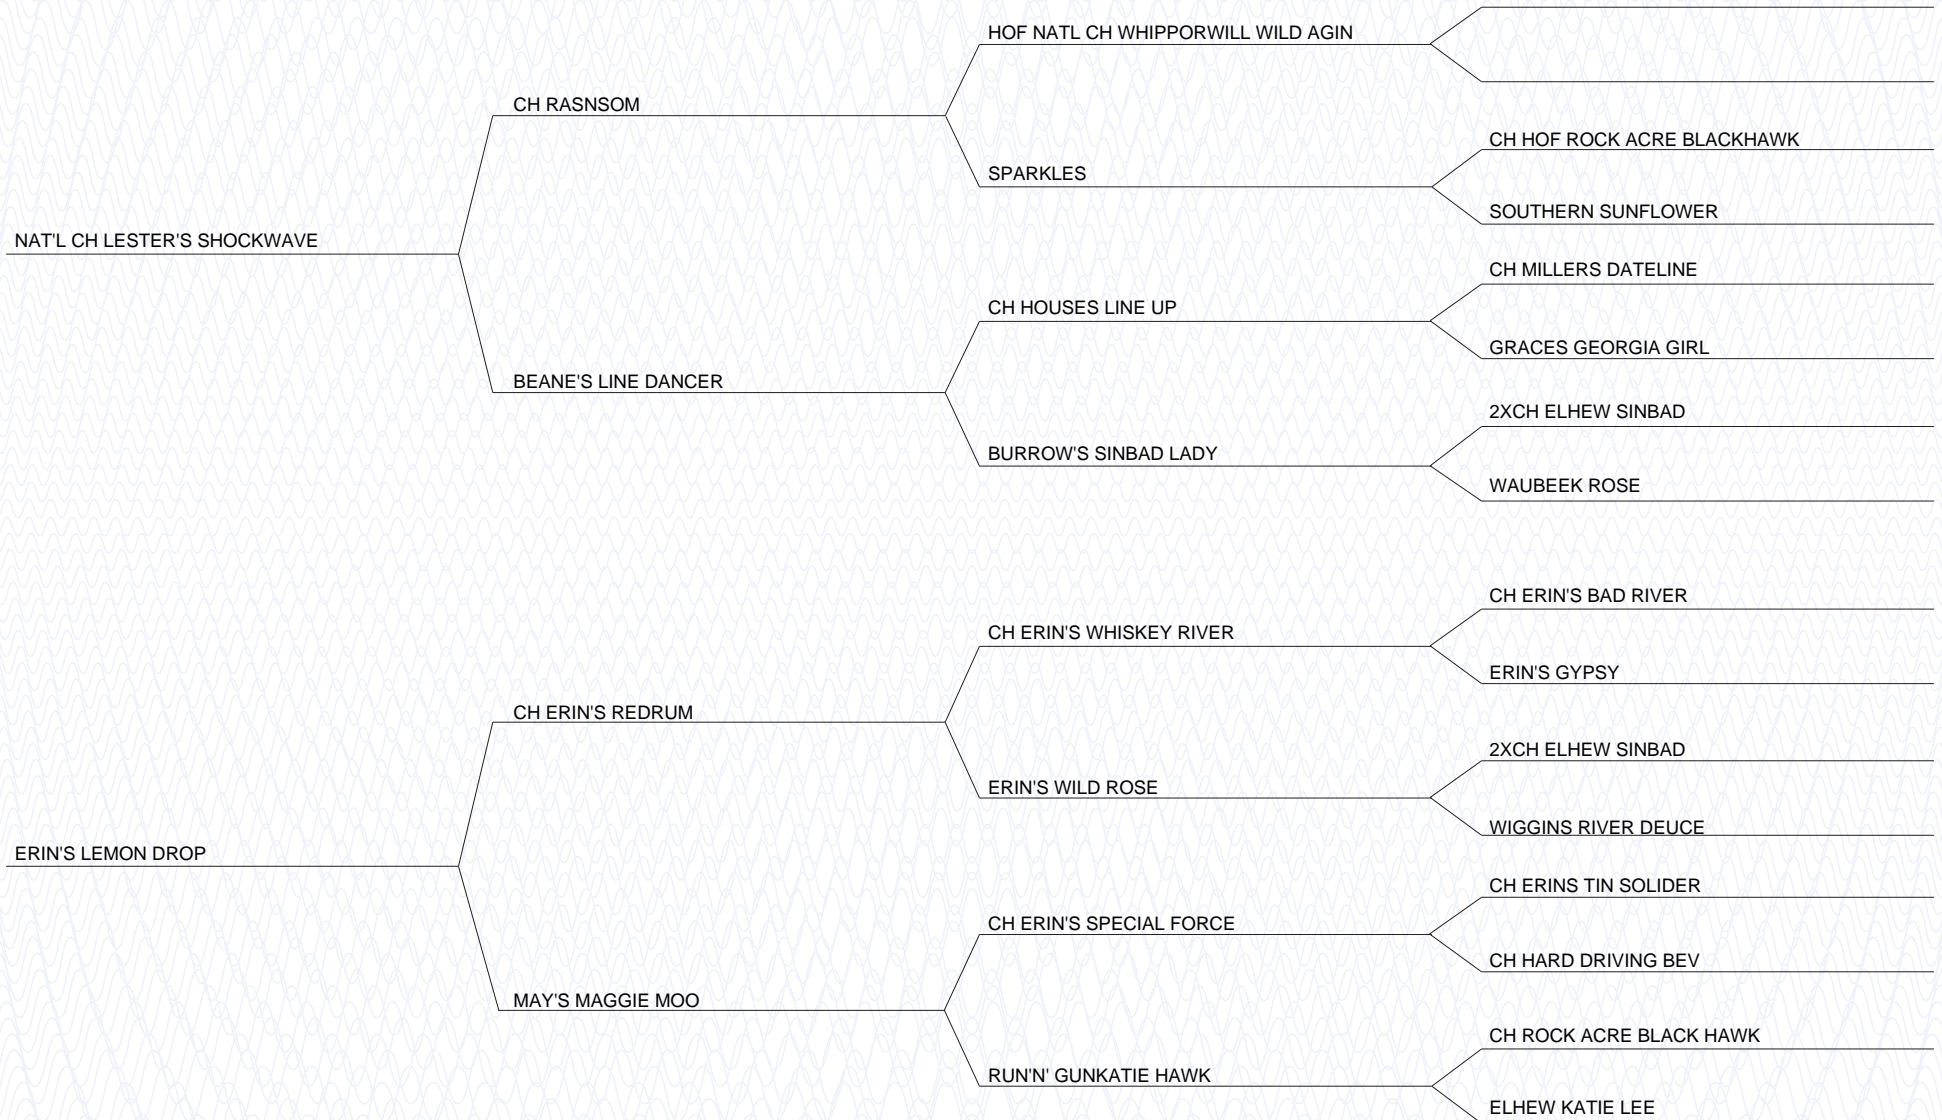 HOF NATL CH WHIPPORWILL WILD AGIN
CH RASNSOM
CH HOF ROCK ACRE BLACKHAWK
SPARKLES
SOUTHERN SUNFLOWER
NAT'L CH LESTER'S SHOCKWAVE
CH MILLERS DATELINE
CH HOUSES LINE UP
GRACES GEORGIA GIRL
BEANE'S LINE DANCER
2XCH ELHEW SINBAD
BURROW'S SINBAD LADY
WAUBEEK ROSE
CH ERIN'S BAD RIVER
CH ERIN'S WHISKEY RIVER
ERIN'S GYPSY
CH ERIN'S REDRUM
2XCH ELHEW SINBAD
ERIN'S WILD ROSE
WIGGINS RIVER DEUCE
ERIN'S LEMON DROP
CH ERINS TIN SOLIDER
CH ERIN'S SPECIAL FORCE
CH HARD DRIVING BEV
MAY'S MAGGIE MOO
CH ROCK ACRE BLACK HAWK
RUN'N' GUNKATIE HAWK
ELHEW KATIE LEE